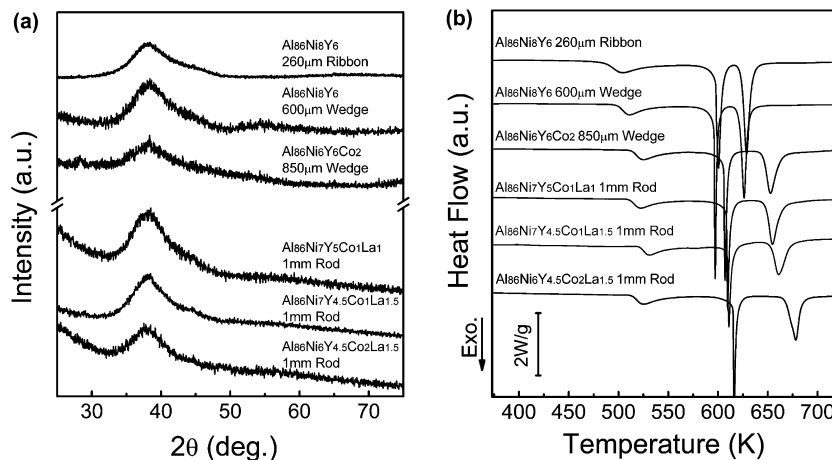 (a)
Al86Ni8Y6
260μm Ribbon
Al86Ni8Y6
600μm Wedge
Al86Ni6Y6Co2
850μm Wedge
Al86Ni7Y5Co1La1
1mm Rod
Al86Ni7Y4.5Co1La1.5
1mm Rod
Al86Ni6Y4.5Co2La1.5
1mm Rod
Intensity (a.u.)
30 40 50 60 70
2θ (deg.)
(b)
Al86Ni8Y6 260μm Ribbon
Al86Ni8Y6 600μm Wedge
Al86Ni6Y6Co2 850μm Wedge
Al86Ni7Y5Co1La1 1mm Rod
Al86Ni7Y4.5Co1La1.5 1mm Rod
Al86Ni6Y4.5Co2La1.5 1mm Rod
Heat Flow (a.u.)
Exo.
2W/g
400 450 500 550 600 650 700
Temperature (K)